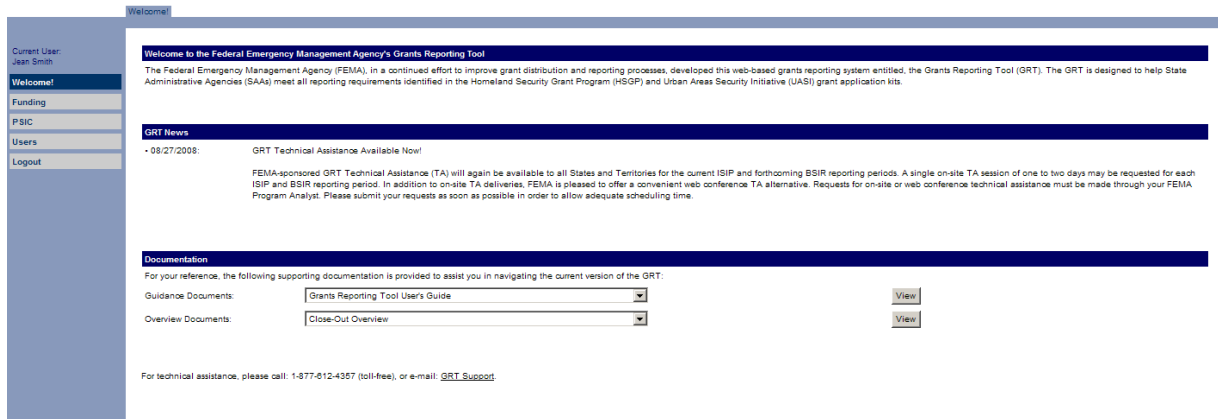 Welcome!
Current User:
Jean Smith
Welcome!
Funding
PSIC
Users
Logout
Welcome to the Federal Emergency Management Agency's Grants Reporting Tool
The Federal Emergency Management Agency (FEMA), in a continued effort to improve grant distribution and reporting processes, developed this web-based grants reporting system entitled, the Grants Reporting Tool (GRT). The GRT is designed to help State
Administrative Agencies (SAAs) meet all reporting requirements identified in the Homeland Security Grant Program (HSGP) and Urban Areas Security Initiative (UASI) grant application kits.
GRT News
• 08/27/2008: GRT Technical Assistance Available Now!
FEMA-sponsored GRT Technical Assistance (TA) will again be available to all States and Territories for the current ISIP and forthcoming BSIR reporting periods. A single on-site TA session of one to two days may be requested for each
ISIP and BSIR reporting period. In addition to on-site TA deliveries, FEMA is pleased to offer a convenient web conference TA alternative. Requests for on-site or web conference technical assistance must be made through your FEMA
Program Analyst. Please submit your requests as soon as possible in order to allow adequate scheduling time.
Documentation
For your reference, the following supporting documentation is provided to assist you in navigating the current version of the GRT:
Guidance Documents: Grants Reporting Tool User's Guide View
Overview Documents: Close-Out Overview View
For technical assistance, please call: 1-877-612-4357 (toll-free), or e-mail: GRT Support.